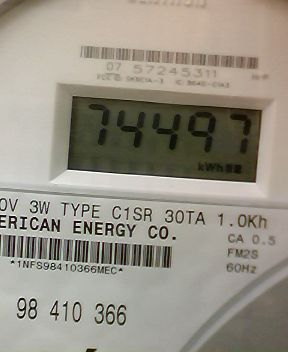 07 57245311
74497
kWh
0V 3W TYPE C1SR 30TA 1.0Kh
ERICAN ENERGY CO.
CA 0.5
FM2S
60Hz
*1NFS98410366MEC*
98 410 366